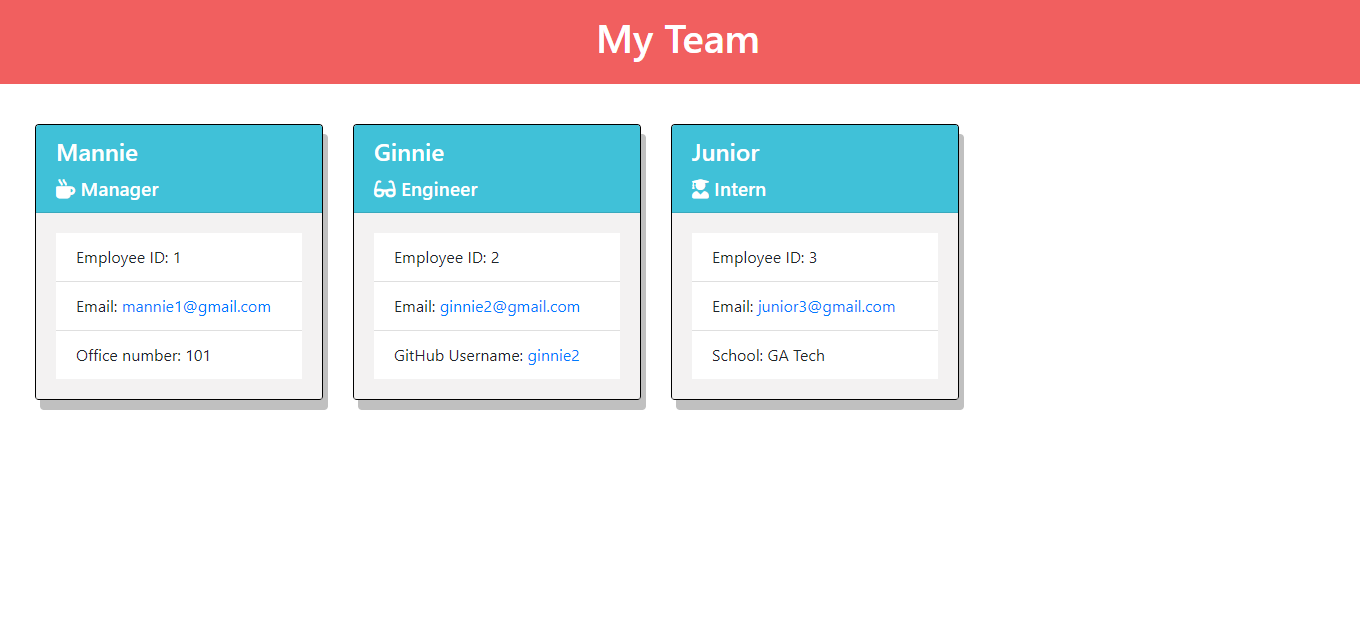 My Team
Mannie
Manager
Employee ID: 1
Email: mannie1@gmail.com
Office number: 101
Ginnie
Engineer
Employee ID: 2
Email: ginnie2@gmail.com
GitHub Username: ginnie2
Junior
Intern
Employee ID: 3
Email: junior3@gmail.com
School: GA Tech